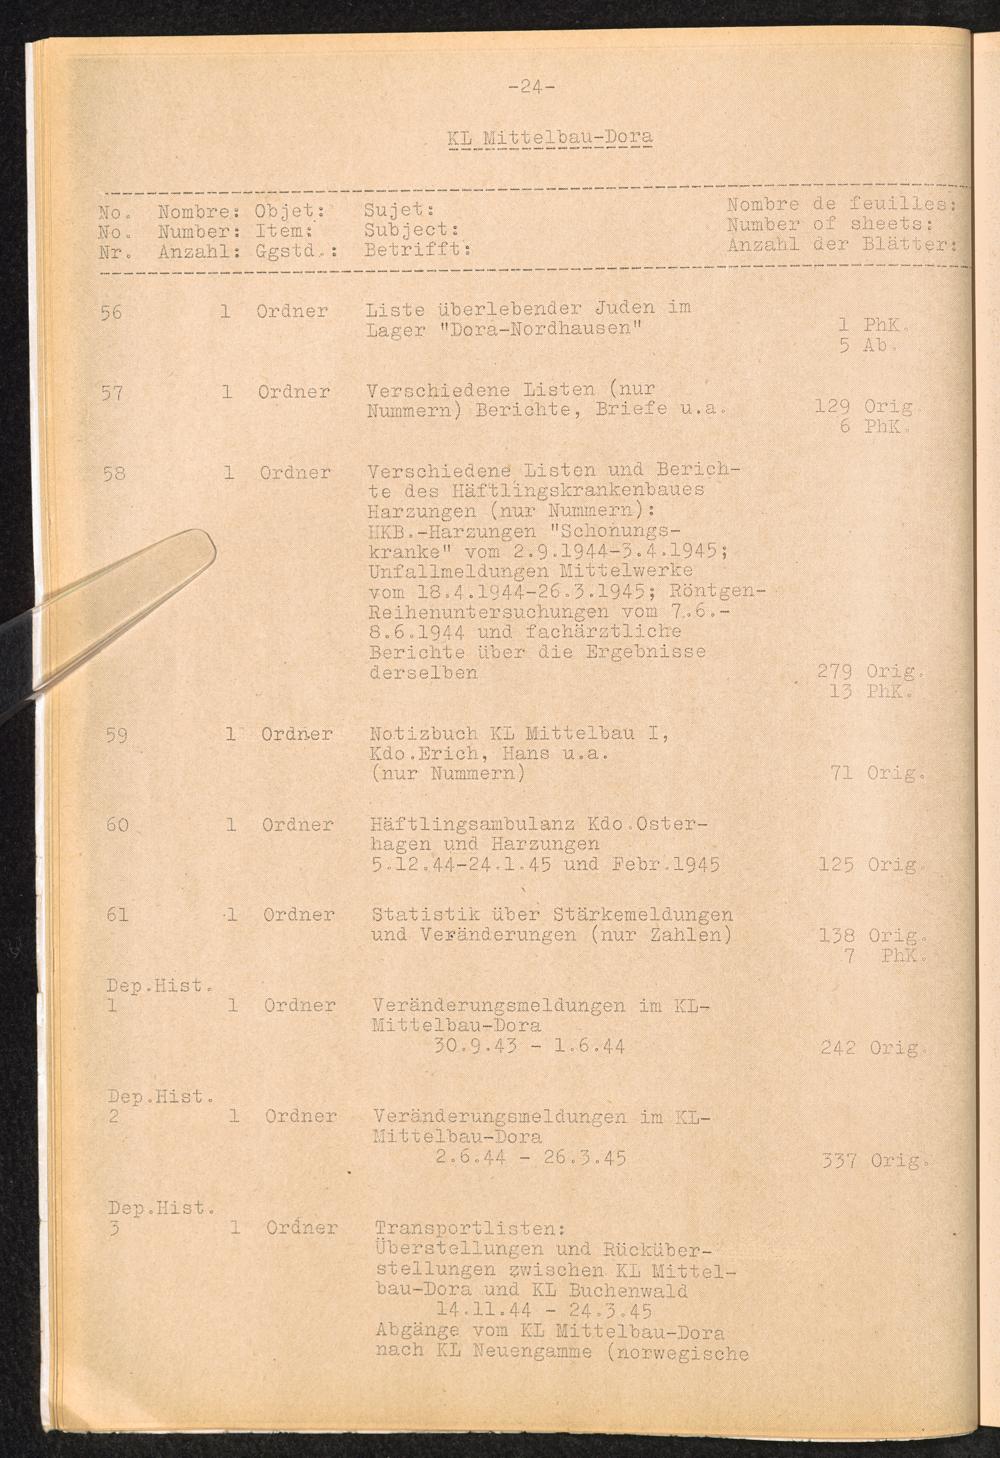 -24-
KL Mittelbau-Dora
No. Nombre: Objet: Sujet: Nombre de feuilles:
No. Number: Item: Subject: Number of sheets:
Nr. Anzahl: Ggstd.: Betrifft: Anzahl der Blätter:
56 1 Ordner Liste überlebender Juden im
Lager "Dora-Nordhausen" 1 PhK.
5 Ab.
57 1 Ordner Verschiedene Listen (nur
Nummern) Berichte, Briefe u.a. 129 Orig.
6 PhK.
58 1 Ordner Verschiedene Listen und Berich-
te des Häftlingskrankenbaues
Harzungen (nur Nummern):
HKB.-Harzungen "Schonungs-
kranke" vom 2.9.1944-3.4.1945;
Unfallmeldungen Mittelwerke
vom 18.4.1944-26.3.1945; Röntgen-
Reihenuntersuchungen vom 7.6.-
8.6.1944 und fachärztliche
Berichte über die Ergebnisse
derselben 279 Orig.
13 PhK.
59 1 Ordner Notizbuch KL Mittelbau I,
Kdo.Erich, Hans u.a.
(nur Nummern) 71 Orig.
60 1 Ordner Häftlingsambulanz Kdo.Oster-
hagen und Harzungen
5.12.44-24.1.45 und Febr.1945 125 Orig.
61 1 Ordner Statistik über Stärkemeldungen
und Veränderungen (nur Zahlen) 138 Orig.
7 PhK.
Dep.Hist.
1 1 Ordner Veränderungsmeldungen im KL-
Mittelbau-Dora
30.9.43 - 1.6.44 242 Orig.
Dep.Hist.
2 1 Ordner Veränderungsmeldungen im KL-
Mittelbau-Dora
2.6.44 - 26.3.45 337 Orig.
Dep.Hist.
3 1 Ordner Transportlisten:
Überstellungen und Rücküber-
stellungen zwischen KL Mittel-
bau-Dora und KL Buchenwald
14.11.44 - 24.3.45
Abgänge vom KL Mittelbau-Dora
nach KL Neuengamme (norwegische